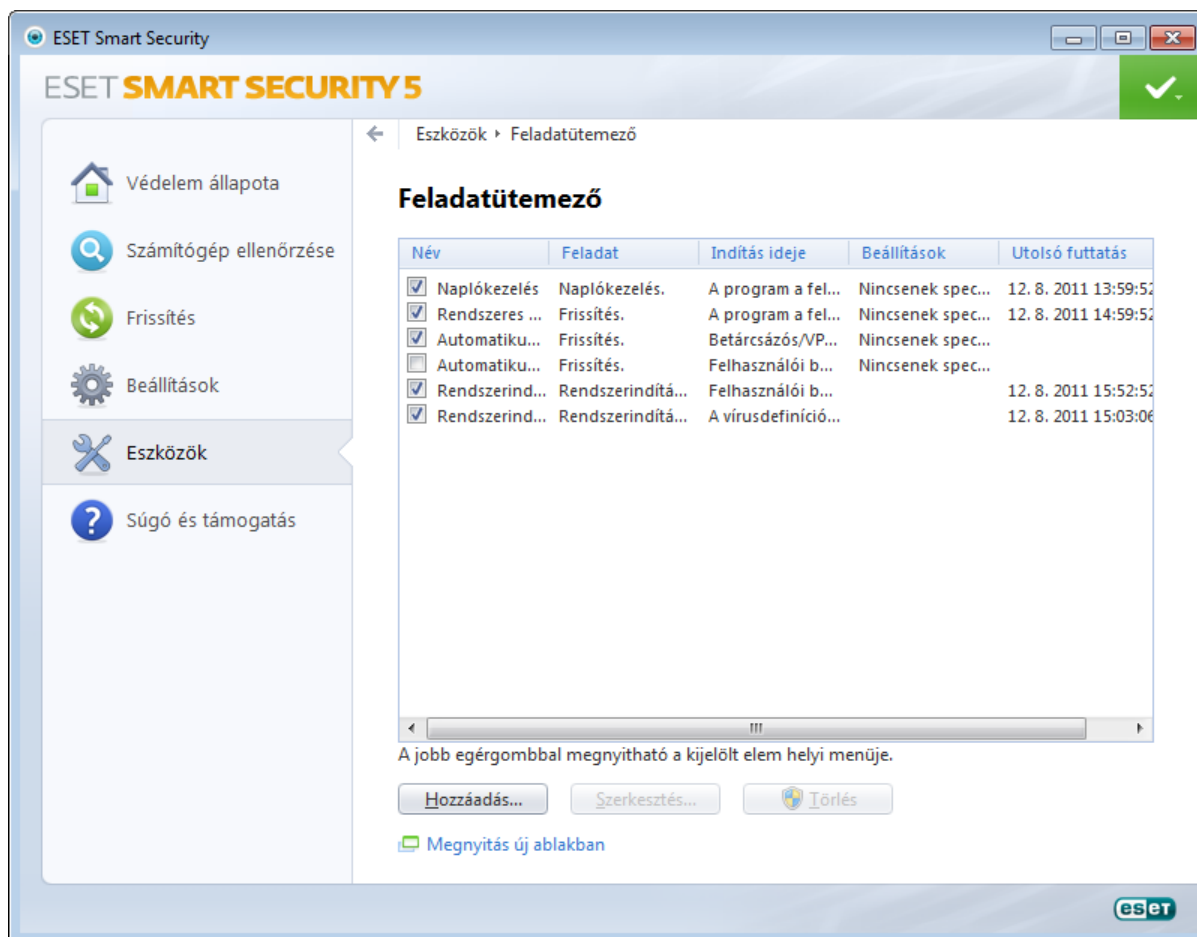 ESET Smart Security
ESET SMART SECURITY 5
Eszközök Feladatütemező
Védelem állapota
Számítógép ellenőrzése
Frissítés
Beállítások
Eszközök
Súgó és támogatás
Feladatütemező
Név Feladat Indítás ideje Beállítások Utolsó futtatás
Naplókezelés Naplókezelés. A program a fel... Nincsenek spec... 12. 8. 2011 13:59:52
Rendszeres ... Frissítés. A program a fel... Nincsenek spec... 12. 8. 2011 14:59:52
Automatiku... Frissítés. Betárcsázós/VP... Nincsenek spec...
Automatiku... Frissítés. Felhasználói b... Nincsenek spec...
Rendszerind... Rendszerindítá... Felhasználói b... 12. 8. 2011 15:52:52
Rendszerind... Rendszerindítá... A vírusdefiníció... 12. 8. 2011 15:03:06
A jobb egérgombbal megnyitható a kijelölt elem helyi menüje.
Hozzáadás... Szerkesztés... Törlés
Megnyitás új ablakban
eset